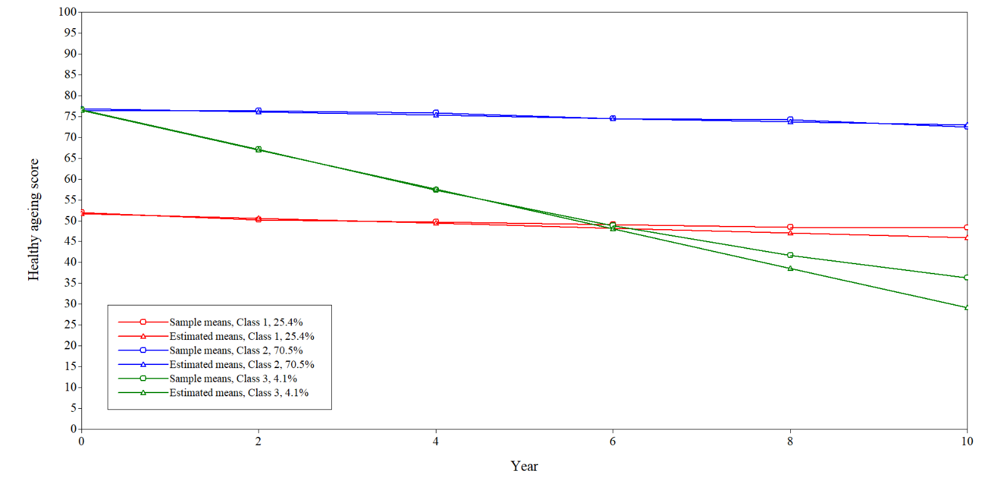 100
95
90
85
80
75
70
65
60
55
50
45
40
35
30
25
20
15
10
5
0
Healthy ageing score
Sample means, Class 1, 25.4%
Estimated means, Class 1, 25.4%
Sample means, Class 2, 70.5%
Estimated means, Class 2, 70.5%
Sample means, Class 3, 4.1%
Estimated means, Class 3, 4.1%
0 2 4 6 8 10
Year